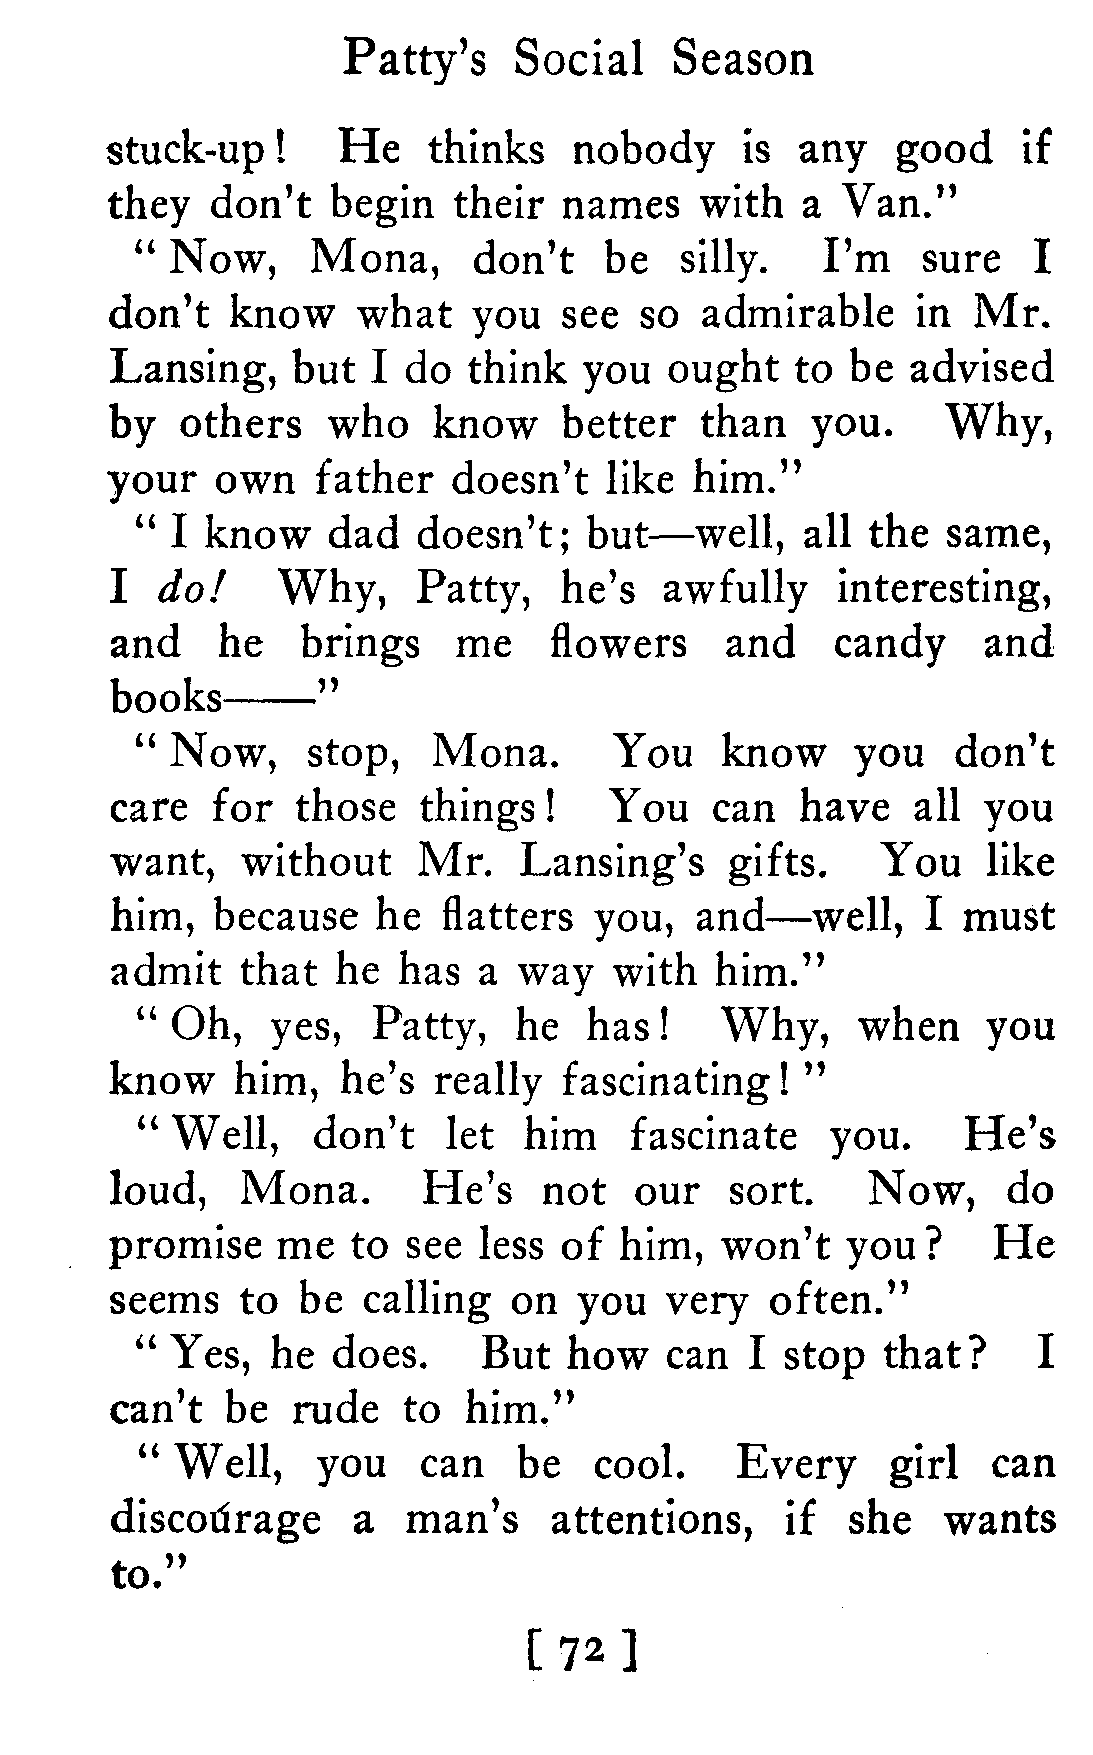 Patty's Social Season
stuck-up! He thinks nobody is any good if
they don't begin their names with a Van."
"Now, Mona, don't be silly. I'm sure I
don't know what you see so admirable in Mr.
Lansing, but I do think you ought to be advised
by others who know better than you. Why,
your own father doesn't like him."
"I know dad doesn't; but—well, all the same,
I do! Why, Patty, he's awfully interesting,
and he brings me flowers and candy and
books——"
"Now, stop, Mona. You know you don't
care for those things! You can have all you
want, without Mr. Lansing's gifts. You like
him, because he flatters you, and—well, I must
admit that he has a way with him."
"Oh, yes, Patty, he has! Why, when you
know him, he's really fascinating!"
"Well, don't let him fascinate you. He's
loud, Mona. He's not our sort. Now, do
promise me to see less of him, won't you? He
seems to be calling on you very often."
"Yes, he does. But how can I stop that? I
can't be rude to him."
"Well, you can be cool. Every girl can
discourage a man's attentions, if she wants
to."
[ 72 ]